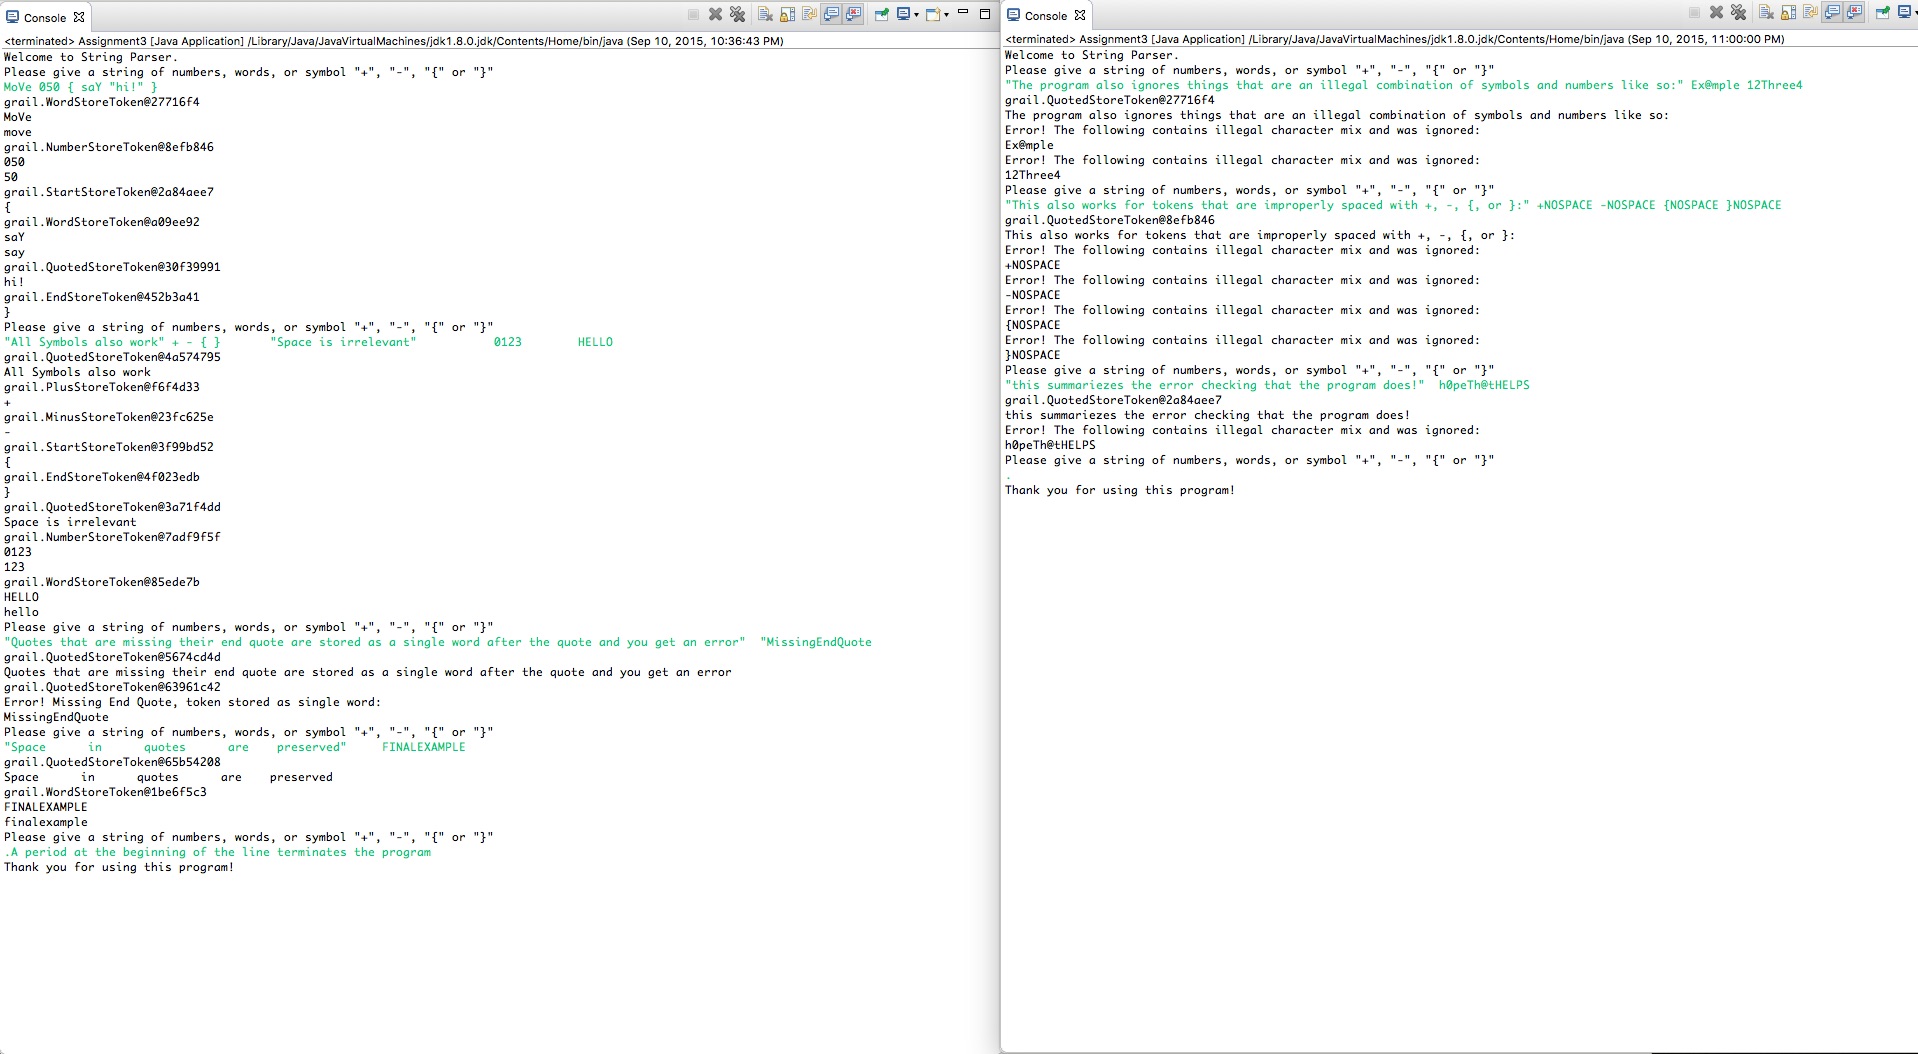 Console
<terminated> Assignment3 [Java Application] /Library/Java/JavaVirtualMachines/jdk1.8.0.jdk/Contents/Home/bin/java (Sep 10, 2015, 10:36:43 PM)
Welcome to String Parser.
Please give a string of numbers, words, or symbol "+", "-", "{" or "}"
MoVe 050 { saY "hi!" }
grail.WordStoreToken@27716f4
MoVe
move
grail.NumberStoreToken@8efb846
050
50
grail.StartStoreToken@2a84aee7
{
grail.WordStoreToken@a09ee92
saY
say
grail.QuotedStoreToken@30f39991
hi!
grail.EndStoreToken@452b3a41
}
Please give a string of numbers, words, or symbol "+", "-", "{" or "}"
"All Symbols also work" + - { }       "Space is irrelevant"           0123        HELLO
grail.QuotedStoreToken@4a574795
All Symbols also work
grail.PlusStoreToken@f6f4d33
+
grail.MinusStoreToken@23fc625e
-
grail.StartStoreToken@3f99bd52
{
grail.EndStoreToken@4f023edb
}
grail.QuotedStoreToken@3a71f4dd
Space is irrelevant
grail.NumberStoreToken@7adf9f5f
0123
123
grail.WordStoreToken@85ede7b
HELLO
hello
Please give a string of numbers, words, or symbol "+", "-", "{" or "}"
"Quotes that are missing their end quote are stored as a single word after the quote and you get an error"  "MissingEndQuote
grail.QuotedStoreToken@5674cd4d
Quotes that are missing their end quote are stored as a single word after the quote and you get an error
grail.QuotedStoreToken@63961c42
Error! Missing End Quote, token stored as single word:
MissingEndQuote
Please give a string of numbers, words, or symbol "+", "-", "{" or "}"
"Space      in      quotes      are    preserved"     FINALEXAMPLE
grail.QuotedStoreToken@65b54208
Space      in      quotes      are    preserved
grail.WordStoreToken@1be6f5c3
FINALEXAMPLE
finalexample
Please give a string of numbers, words, or symbol "+", "-", "{" or "}"
.A period at the beginning of the line terminates the program
Thank you for using this program!
Console
<terminated> Assignment3 [Java Application] /Library/Java/JavaVirtualMachines/jdk1.8.0.jdk/Contents/Home/bin/java (Sep 10, 2015, 11:00:00 PM)
Welcome to String Parser.
Please give a string of numbers, words, or symbol "+", "-", "{" or "}"
"The program also ignores things that are an illegal combination of symbols and numbers like so:" Ex@mple 12Three4
grail.QuotedStoreToken@27716f4
The program also ignores things that are an illegal combination of symbols and numbers like so:
Error! The following contains illegal character mix and was ignored:
Ex@mple
Error! The following contains illegal character mix and was ignored:
12Three4
Please give a string of numbers, words, or symbol "+", "-", "{" or "}"
"This also works for tokens that are improperly spaced with +, -, {, or }:" +NOSPACE -NOSPACE {NOSPACE }NOSPACE
grail.QuotedStoreToken@8efb846
This also works for tokens that are improperly spaced with +, -, {, or }:
Error! The following contains illegal character mix and was ignored:
+NOSPACE
Error! The following contains illegal character mix and was ignored:
-NOSPACE
Error! The following contains illegal character mix and was ignored:
{NOSPACE
Error! The following contains illegal character mix and was ignored:
}NOSPACE
Please give a string of numbers, words, or symbol "+", "-", "{" or "}"
"this summariezes the error checking that the program does!"  h0peTh@tHELPS
grail.QuotedStoreToken@2a84aee7
this summariezes the error checking that the program does!
Error! The following contains illegal character mix and was ignored:
h0peTh@tHELPS
Please give a string of numbers, words, or symbol "+", "-", "{" or "}"
.
Thank you for using this program!